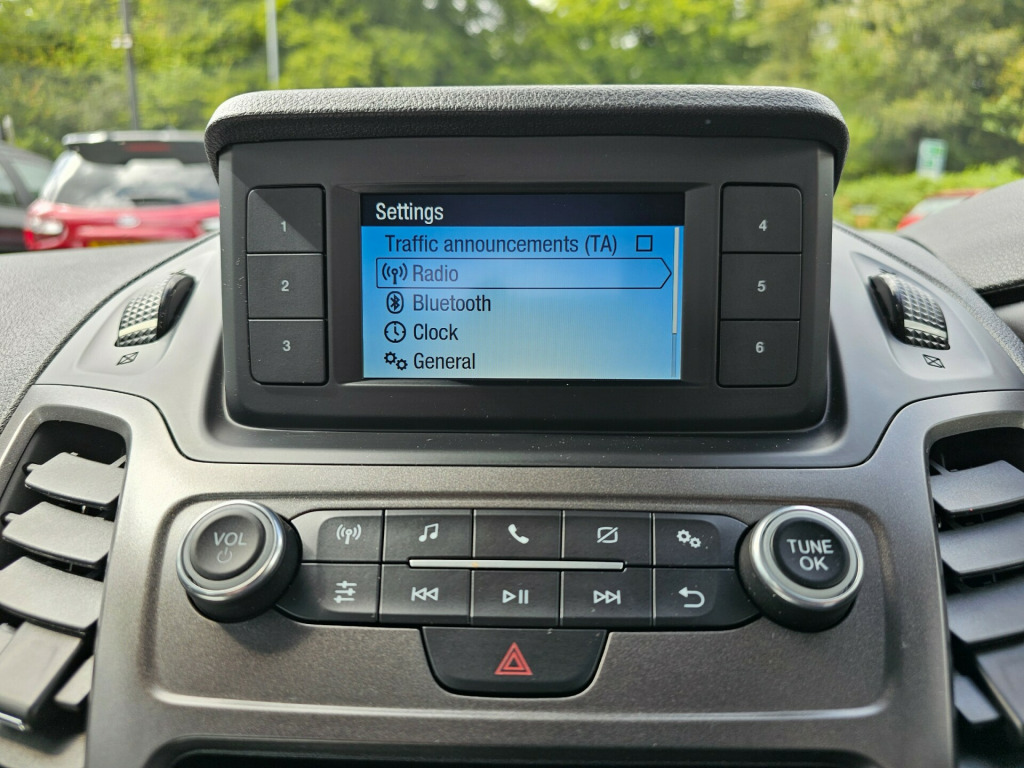 Settings
Traffic announcements (TA)
Radio
Bluetooth
Clock
General
1
2
3
4
5
6
VOL
TUNE
OK